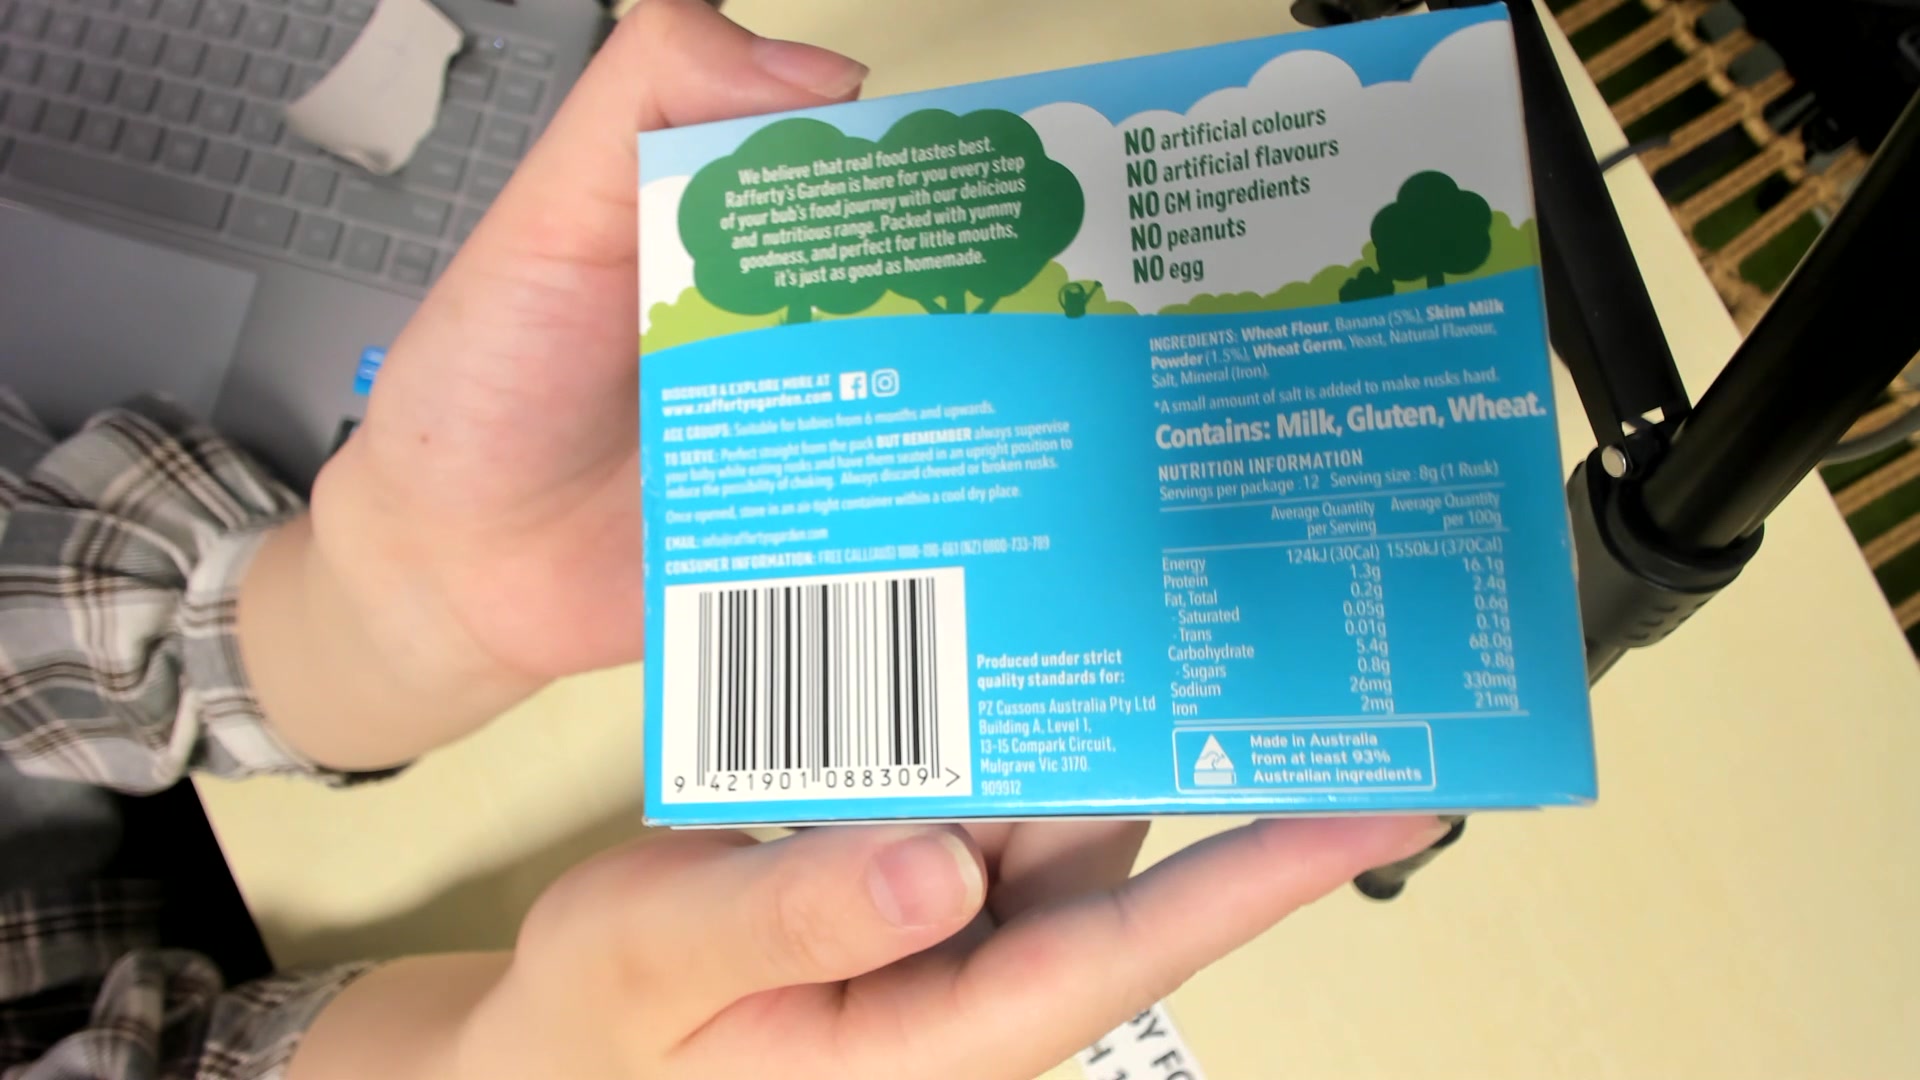 We believe that real food tastes best.
Rafferty's Garden is here for you every step
of your bub's food journey with our delicious
and nutritious range. Packed with yummy
goodness, and perfect for little mouths,
it's just as good as homemade.
NO artificial colours
NO artificial flavours
NO GM ingredients
NO peanuts
NO egg
DISCOVER & EXPLORE MORE AT
www.raffertysgarden.com
AGE GROUPS: Suitable for babies from 6 months and upwards.
TO SERVE: Perfect straight from the pack BUT REMEMBER always supervise
your baby while eating rusks and have them seated in an upright position to
reduce the possibility of choking. Always discard chewed or broken rusks.
Once opened, store in an air tight container within a cool dry place.
EMAIL: info@raffertysgarden.com
CONSUMER INFORMATION: FREE CALL (AUS) (NZ) 0800-733-789
9 421901 088309 >
Produced under strict
quality standards for:
PZ Cussons Australia Pty Ltd
Building A, Level 1,
13-15 Compark Circuit,
Mulgrave Vic 3170.
909912
INGREDIENTS: Wheat Flour, Banana (5%), Skim Milk
Powder (1.5%), Wheat Germ, Yeast, Natural Flavour,
Salt, Mineral (Iron).
*A small amount of salt is added to make rusks hard.
Contains: Milk, Gluten, Wheat.
NUTRITION INFORMATION
Servings per package : 12 Serving size : 8g (1 Rusk)
Average Quantity per Serving Average Quantity per 100g
Energy 124kJ (30Cal) 1550kJ (370Cal)
Protein 1.3g 16.1g
Fat, Total 0.2g 2.4g
- Saturated 0.05g 0.6g
- Trans 0.01g 0.1g
Carbohydrate 5.4g 68.0g
- Sugars 0.8g 9.8g
Sodium 26mg 330mg
Iron 2mg 21mg
Made in Australia
from at least 93%
Australian ingredients